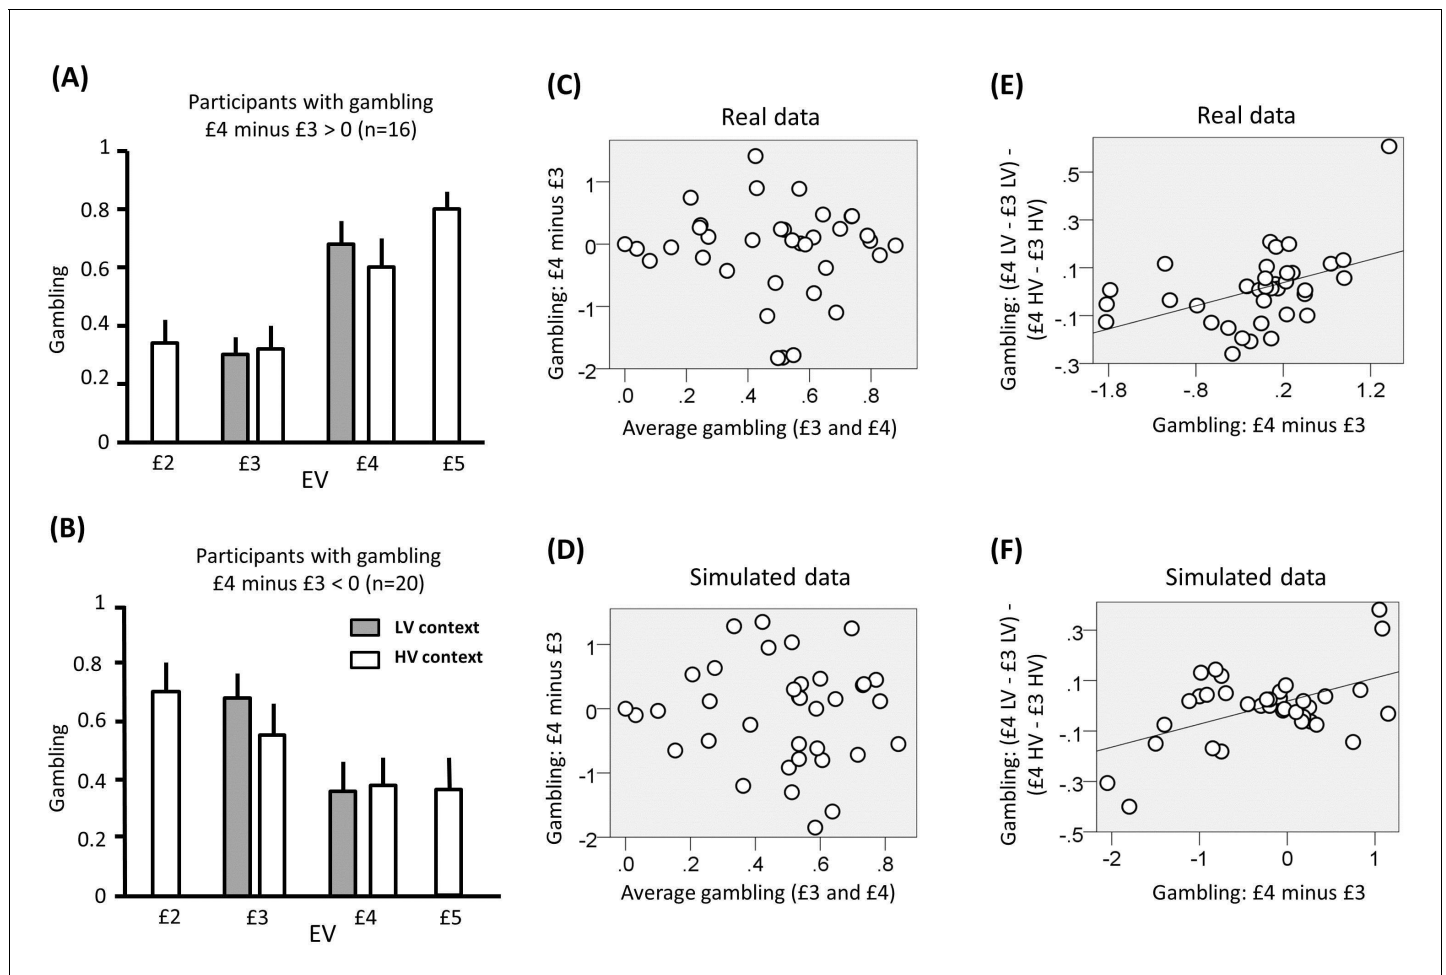 (A)
Participants with gambling
£4 minus £3 > 0 (n=16)
1
0.8
0.6
0.4
0.2
0
Gambling
£2
£3
£4
£5
EV
(B)
Participants with gambling
£4 minus £3 < 0 (n=20)
LV context
HV context
1
0.8
0.6
0.4
0.2
0
Gambling
£2
£3
£4
£5
EV
(C)
Real data
Gambling: £4 minus £3
1
0
-1
-2
.0
.2
.4
.6
.8
Average gambling (£3 and £4)
(D)
Simulated data
Gambling: £4 minus £3
1
0
-1
-2
.0
.2
.4
.6
.8
Average gambling (£3 and £4)
(E)
Real data
Gambling: (£4 LV - £3 LV) -
(£4 HV - £3 HV)
.5
.3
.1
-.1
-.3
-1.8
-.8
.2
1.2
Gambling: £4 minus £3
(F)
Simulated data
Gambling: (£4 LV - £3 LV) -
(£4 HV - £3 HV)
.3
.1
-.1
-.3
-.5
-2
-1
0
1
Gambling: £4 minus £3